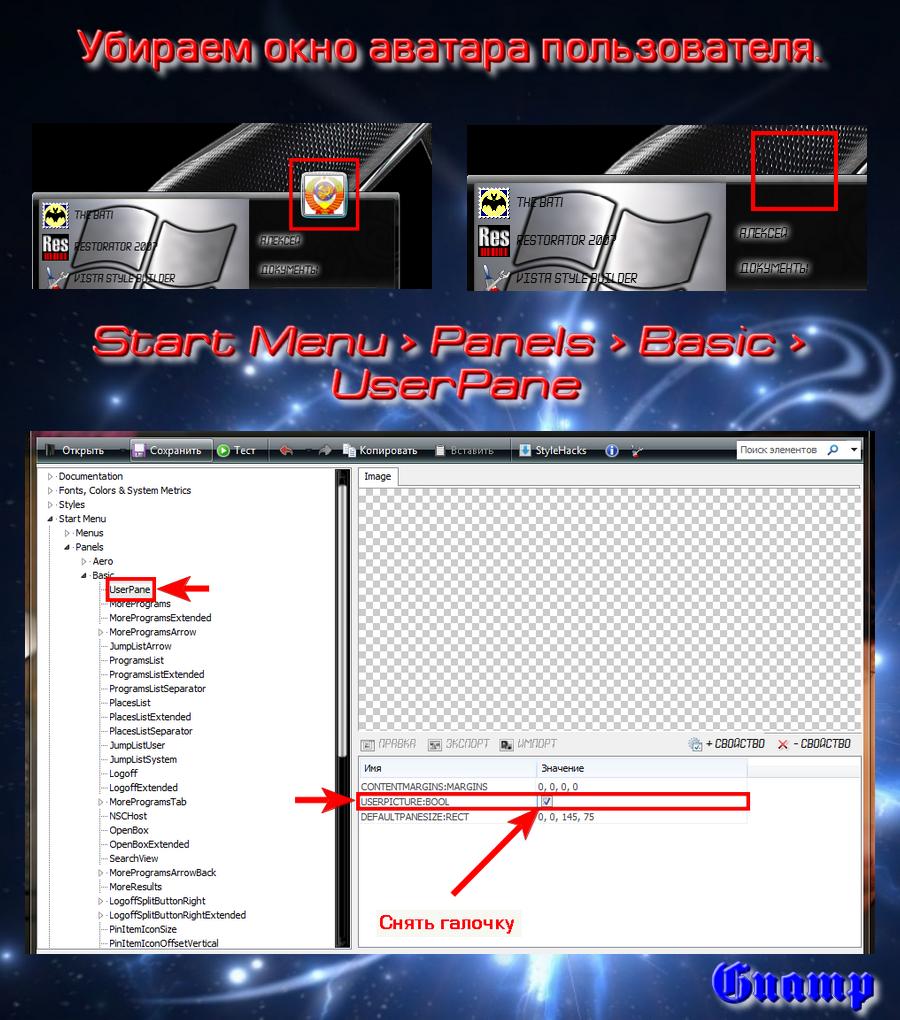 Убираем окно аватара пользователя.
THE BAT!
Res
RESTORATOR 2007
VISTA STYLE BUILDER
АЛЕКСЕЙ
ДОКУМЕНТЫ
THE BAT!
Res
RESTORATOR 2007
VISTA STYLE BUILDER
АЛЕКСЕЙ
ДОКУМЕНТЫ
Start Menu > Panels > Basic >
UserPane
Открыть Сохранить Тест Копировать Вставить StyleHacks Поиск элементов
Documentation
Fonts, Colors & System Metrics
Styles
Start Menu
Menus
Panels
Aero
Basic
UserPane
MorePrograms
MoreProgramsExtended
MoreProgramsArrow
JumpListArrow
ProgramsList
ProgramsListExtended
ProgramsListSeparator
PlacesList
PlacesListExtended
PlacesListSeparator
JumpListUser
JumpListSystem
Logoff
LogoffExtended
MoreProgramsTab
NSCHost
OpenBox
OpenBoxExtended
SearchView
MoreProgramsArrowBack
MoreResults
LogoffSplitButtonRight
LogoffSplitButtonRightExtended
PinItemIconSize
PinItemIconOffsetVertical
Image
ПРАВКА ЭКСПОРТ ИМПОРТ + СВОЙСТВО - СВОЙСТВО
Имя Значение
CONTENTMARGINS:MARGINS 0, 0, 0, 0
USERPICTURE:BOOL
DEFAULTPANESIZE:RECT 0, 0, 145, 75
Снять галочку
Gнатр